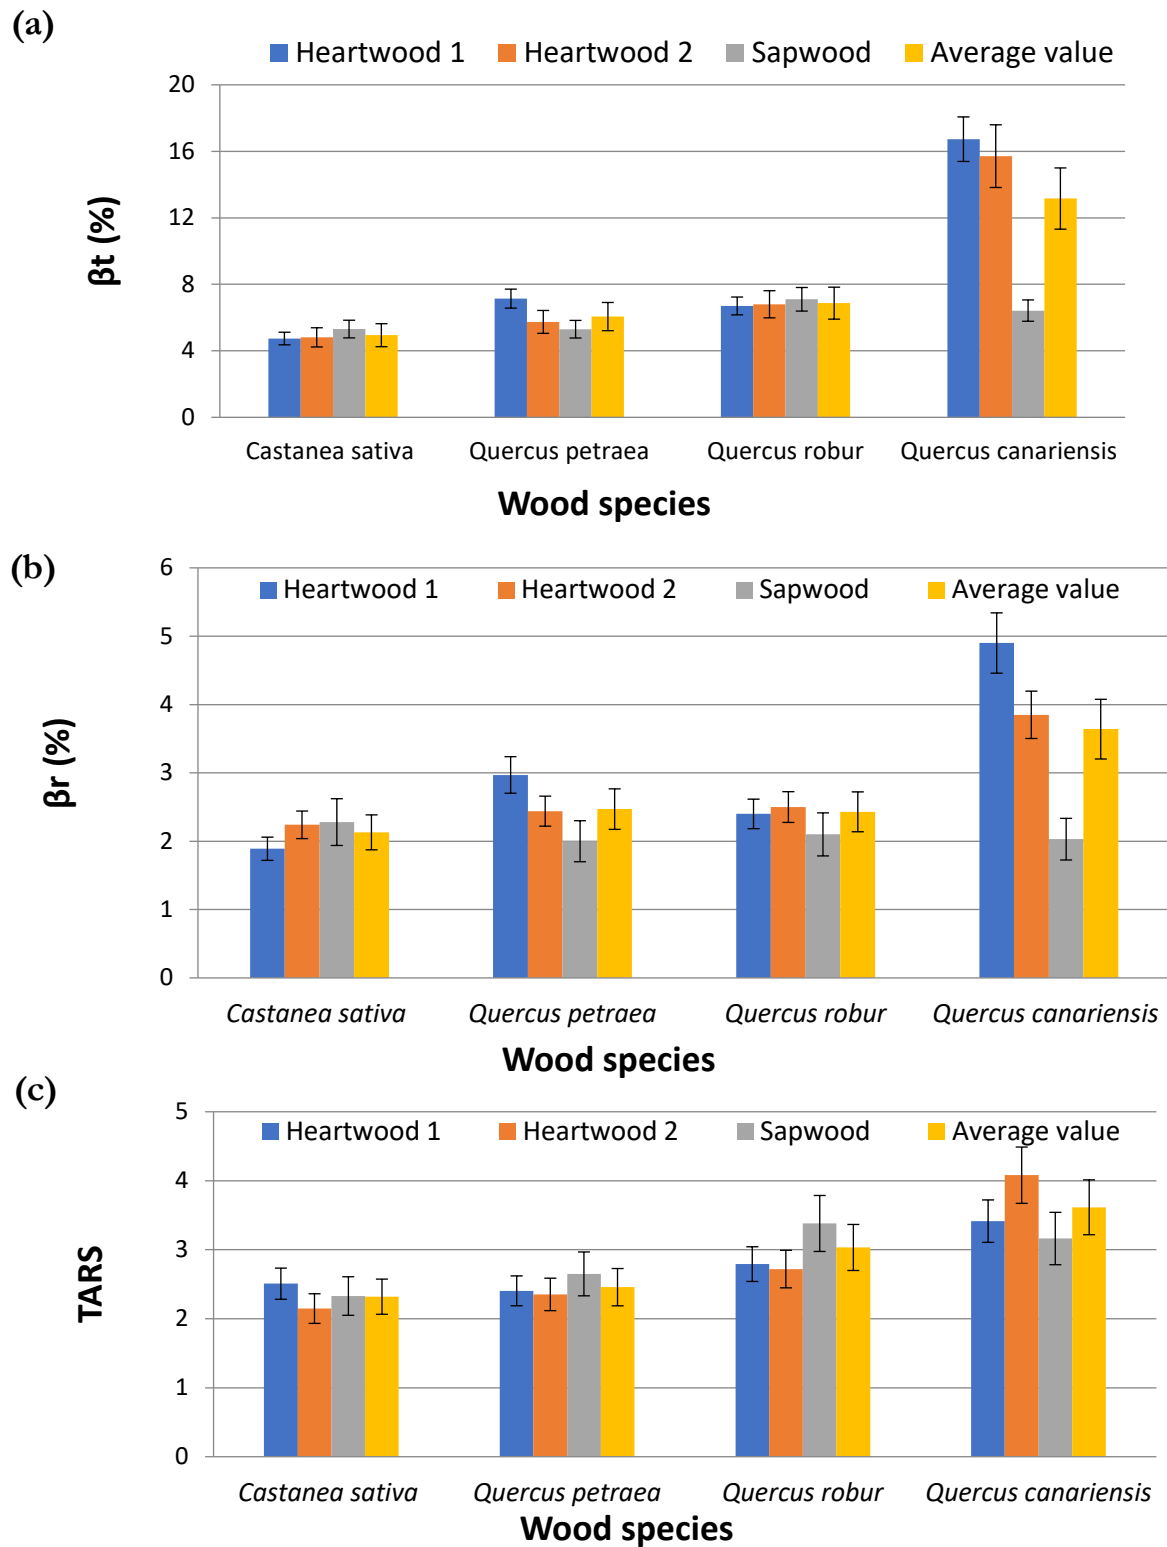 (a)
Heartwood 1 Heartwood 2 Sapwood Average value
20
16
12
8
4
0
βt (%)
Castanea sativa Quercus petraea Quercus robur Quercus canariensis
Wood species
(b)
Heartwood 1 Heartwood 2 Sapwood Average value
6
5
4
3
2
1
0
βr (%)
Castanea sativa Quercus petraea Quercus robur Quercus canariensis
Wood species
(c)
Heartwood 1 Heartwood 2 Sapwood Average value
5
4
3
2
1
0
TARS
Castanea sativa Quercus petraea Quercus robur Quercus canariensis
Wood species